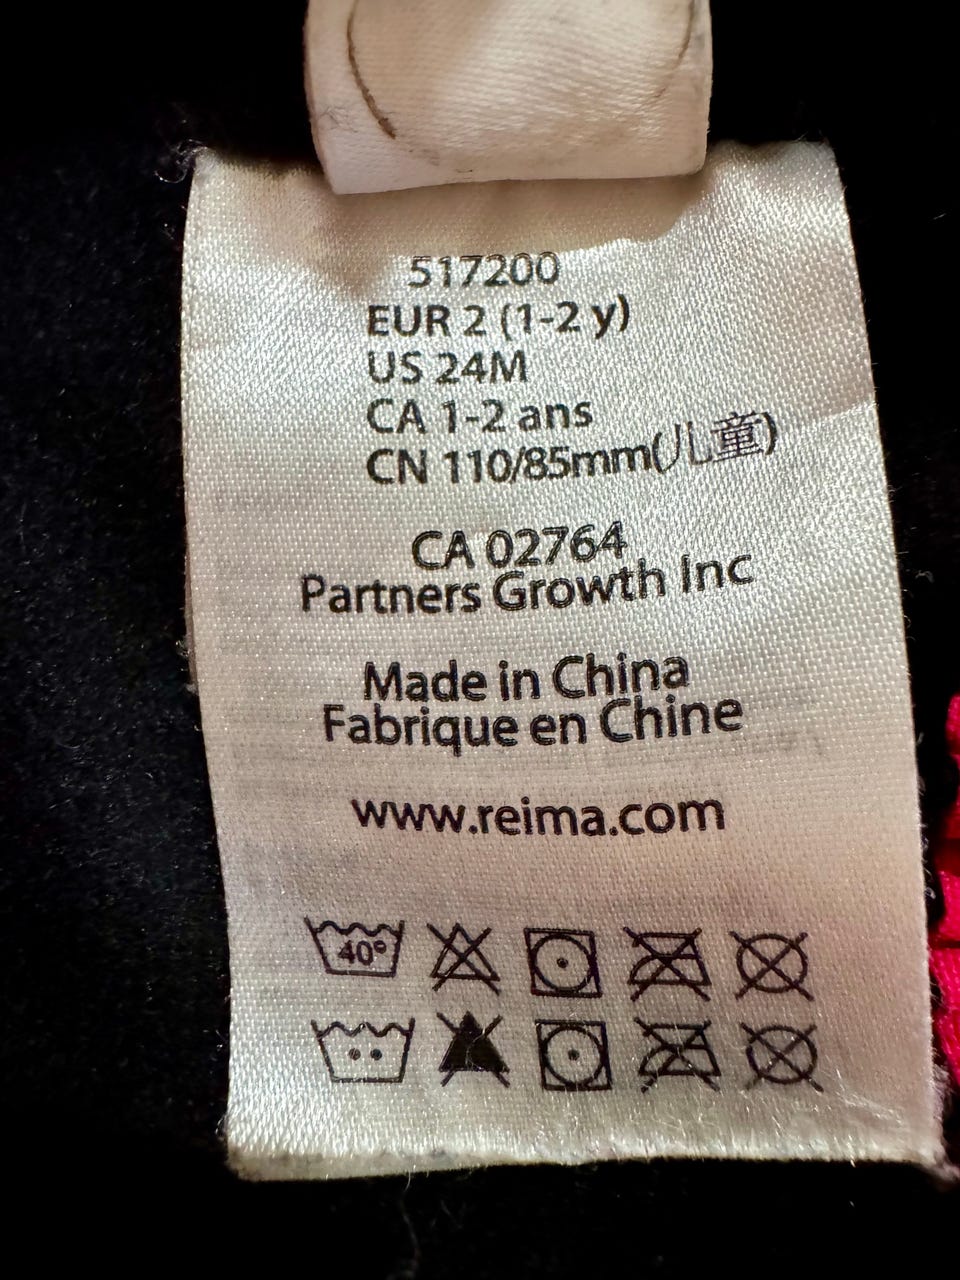 517200
EUR 2 (1-2 y)
US 24M
CA 1-2 ans
CN 110/85mm(儿童)
CA 02764
Partners Growth Inc
Made in China
Fabrique en Chine
www.reima.com
40°